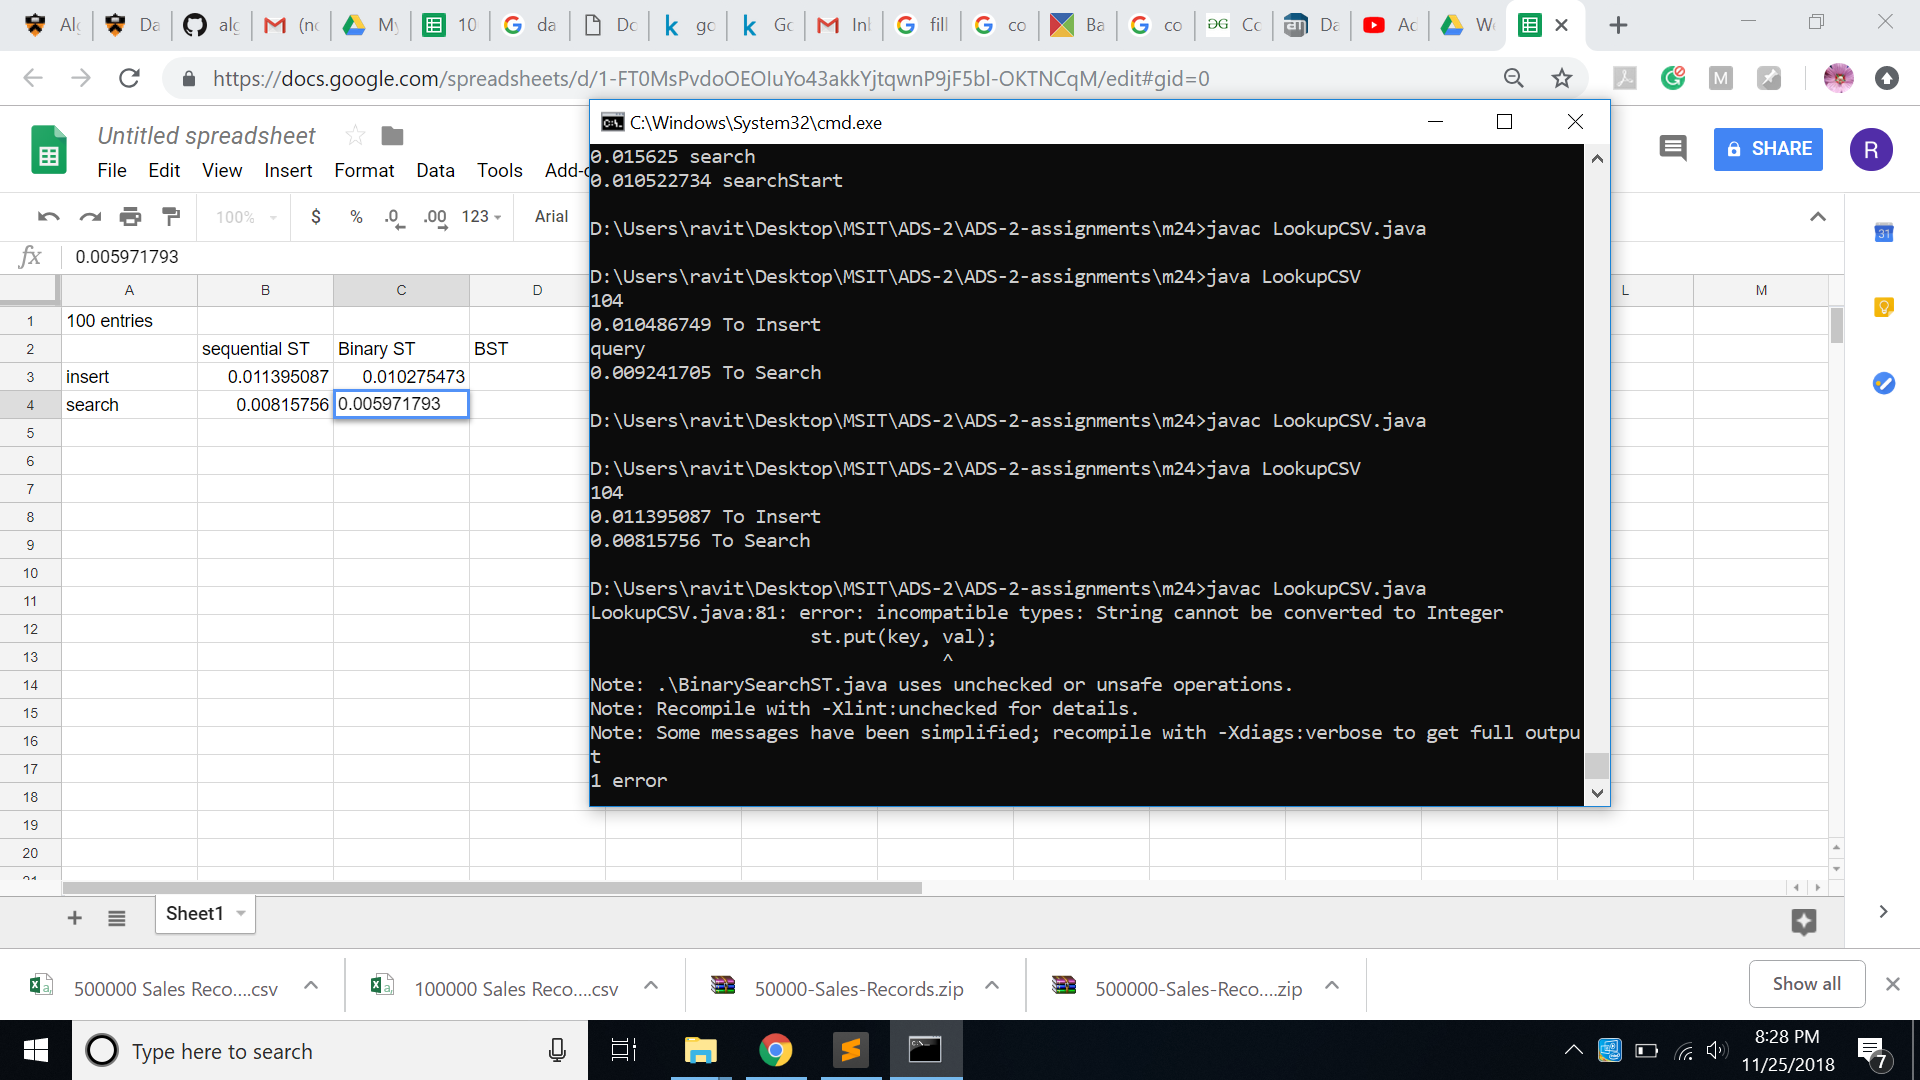 Al
Da
alg
(no
My
10
da
Do
go
Go
Inl
fill
co
Ba
co
Co
Da
Ac
W
https://docs.google.com/spreadsheets/d/1-FT0MsPvdoOEOIuYo43akkYjtqwnP9jF5bl-OKTNCqM/edit#gid=0
Untitled spreadsheet
File Edit View Insert Format Data Tools Add-o
SHARE
R
100% $ % .0 .00 123 Arial
fx 0.005971793
A B C D L M
1 100 entries
2 sequential ST Binary ST BST
3 insert 0.011395087 0.010275473
4 search 0.00815756 0.005971793
5
6
7
8
9
10
11
12
13
14
15
16
17
18
19
20
21
C:\Windows\System32\cmd.exe
0.015625 search
0.010522734 searchStart
D:\Users\ravit\Desktop\MSIT\ADS-2\ADS-2-assignments\m24>javac LookupCSV.java
D:\Users\ravit\Desktop\MSIT\ADS-2\ADS-2-assignments\m24>java LookupCSV
104
0.010486749 To Insert
query
0.009241705 To Search
D:\Users\ravit\Desktop\MSIT\ADS-2\ADS-2-assignments\m24>javac LookupCSV.java
D:\Users\ravit\Desktop\MSIT\ADS-2\ADS-2-assignments\m24>java LookupCSV
104
0.011395087 To Insert
0.00815756 To Search
D:\Users\ravit\Desktop\MSIT\ADS-2\ADS-2-assignments\m24>javac LookupCSV.java
LookupCSV.java:81: error: incompatible types: String cannot be converted to Integer
st.put(key, val);
^
Note: .\BinarySearchST.java uses unchecked or unsafe operations.
Note: Recompile with -Xlint:unchecked for details.
Note: Some messages have been simplified; recompile with -Xdiags:verbose to get full outpu
t
1 error
31
Sheet1
500000 Sales Reco....csv
100000 Sales Reco....csv
50000-Sales-Records.zip
500000-Sales-Reco....zip
Show all
Type here to search
8:28 PM
11/25/2018
7